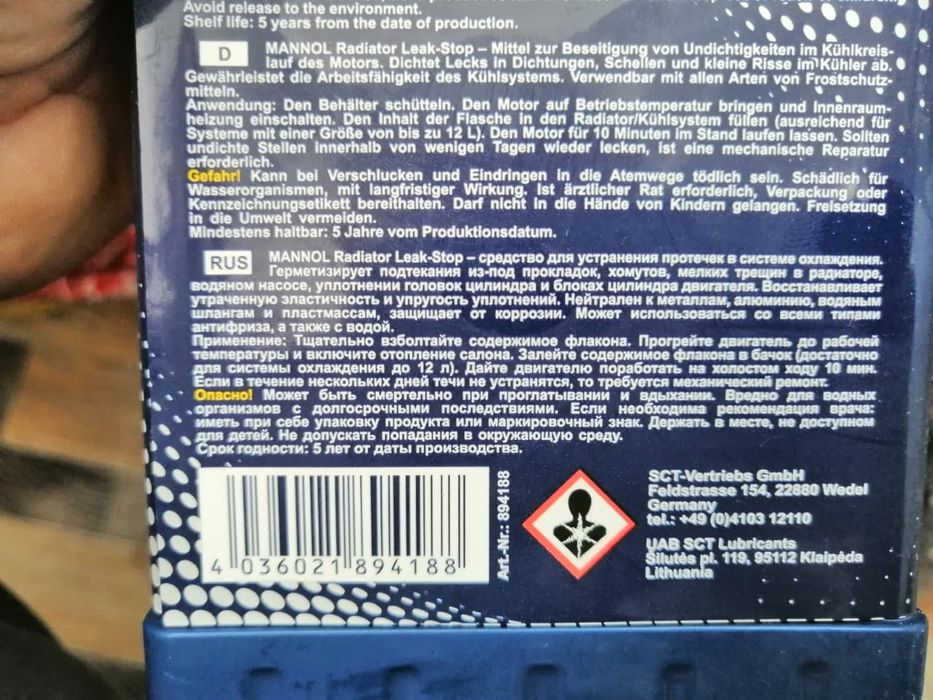 Avoid release to the environment.
Shelf life: 5 years from the date of production.
D MANNOL Radiator Leak-Stop – Mittel zur Beseitigung von Undichtigkeiten im Kühlkreis-
lauf des Motors. Dichtet Lecks in Dichtungen, Schellen und kleine Risse im Kühler ab.
Gewährleistet die Arbeitsfähigkeit des Kühlsystems. Verwendbar mit allen Arten von Frostschutz-
mitteln.
Anwendung: Den Behälter schütteln. Den Motor auf Betriebstemperatur bringen und Innenraum-
heizung einschalten. Den Inhalt der Flasche in den Radiator/Kühlsystem füllen (ausreichend für
Systeme mit einer Größe von bis zu 12 L). Den Motor für 10 Minuten im Stand laufen lassen. Sollten
undichte Stellen innerhalb von wenigen Tagen wieder lecken, ist eine mechanische Reparatur
erforderlich.
Gefahr! Kann bei Verschlucken und Eindringen in die Atemwege tödlich sein. Schädlich für
Wasserorganismen, mit langfristiger Wirkung. Ist ärztlicher Rat erforderlich, Verpackung oder
Kennzeichnungsetikett bereithalten. Darf nicht in die Hände von Kindern gelangen. Freisetzung
in die Umwelt vermeiden.
Mindestens haltbar: 5 Jahre vom Produktionsdatum.
RUS MANNOL Radiator Leak-Stop – средство для устранения протечек в системе охлаждения.
Герметизирует подтекания из-под прокладок, хомутов, мелких трещин в радиаторе,
водяном насосе, уплотнении головок цилиндра и блоках цилиндра двигателя. Восстанавливает
утраченную эластичность и упругость уплотнений. Нейтрален к металлам, алюминию, водяным
шлангам и пластмассам, защищает от коррозии. Может использоваться со всеми типами
антифриза, а также с водой.
Применение: Тщательно взболтайте содержимое флакона. Прогрейте двигатель до рабочей
температуры и включите отопление салона. Залейте содержимое флакона в бачок (достаточно
для системы охлаждения до 12 л). Дайте двигателю поработать на холостом ходу 10 мин.
Если в течение нескольких дней течи не устранятся, то требуется механический ремонт.
Опасно! Может быть смертельно при проглатывании и вдыхании. Вредно для водных
организмов с долгосрочными последствиями. Если необходима рекомендация врача:
иметь при себе упаковку продукта или маркировочный знак. Держать в месте, не доступном
для детей. Не допускать попадания в окружающую среду.
Срок годности: 5 лет от даты производства.
4 036021 894188
Art.-Nr.: 894188
SCT-Vertriebs GmbH
Feldstrasse 154, 22880 Wedel
Germany
tel.: +49 (0)4103 12110
UAB SCT Lubricants
Šilutės pl. 119, 95112 Klaipėda
Lithuania